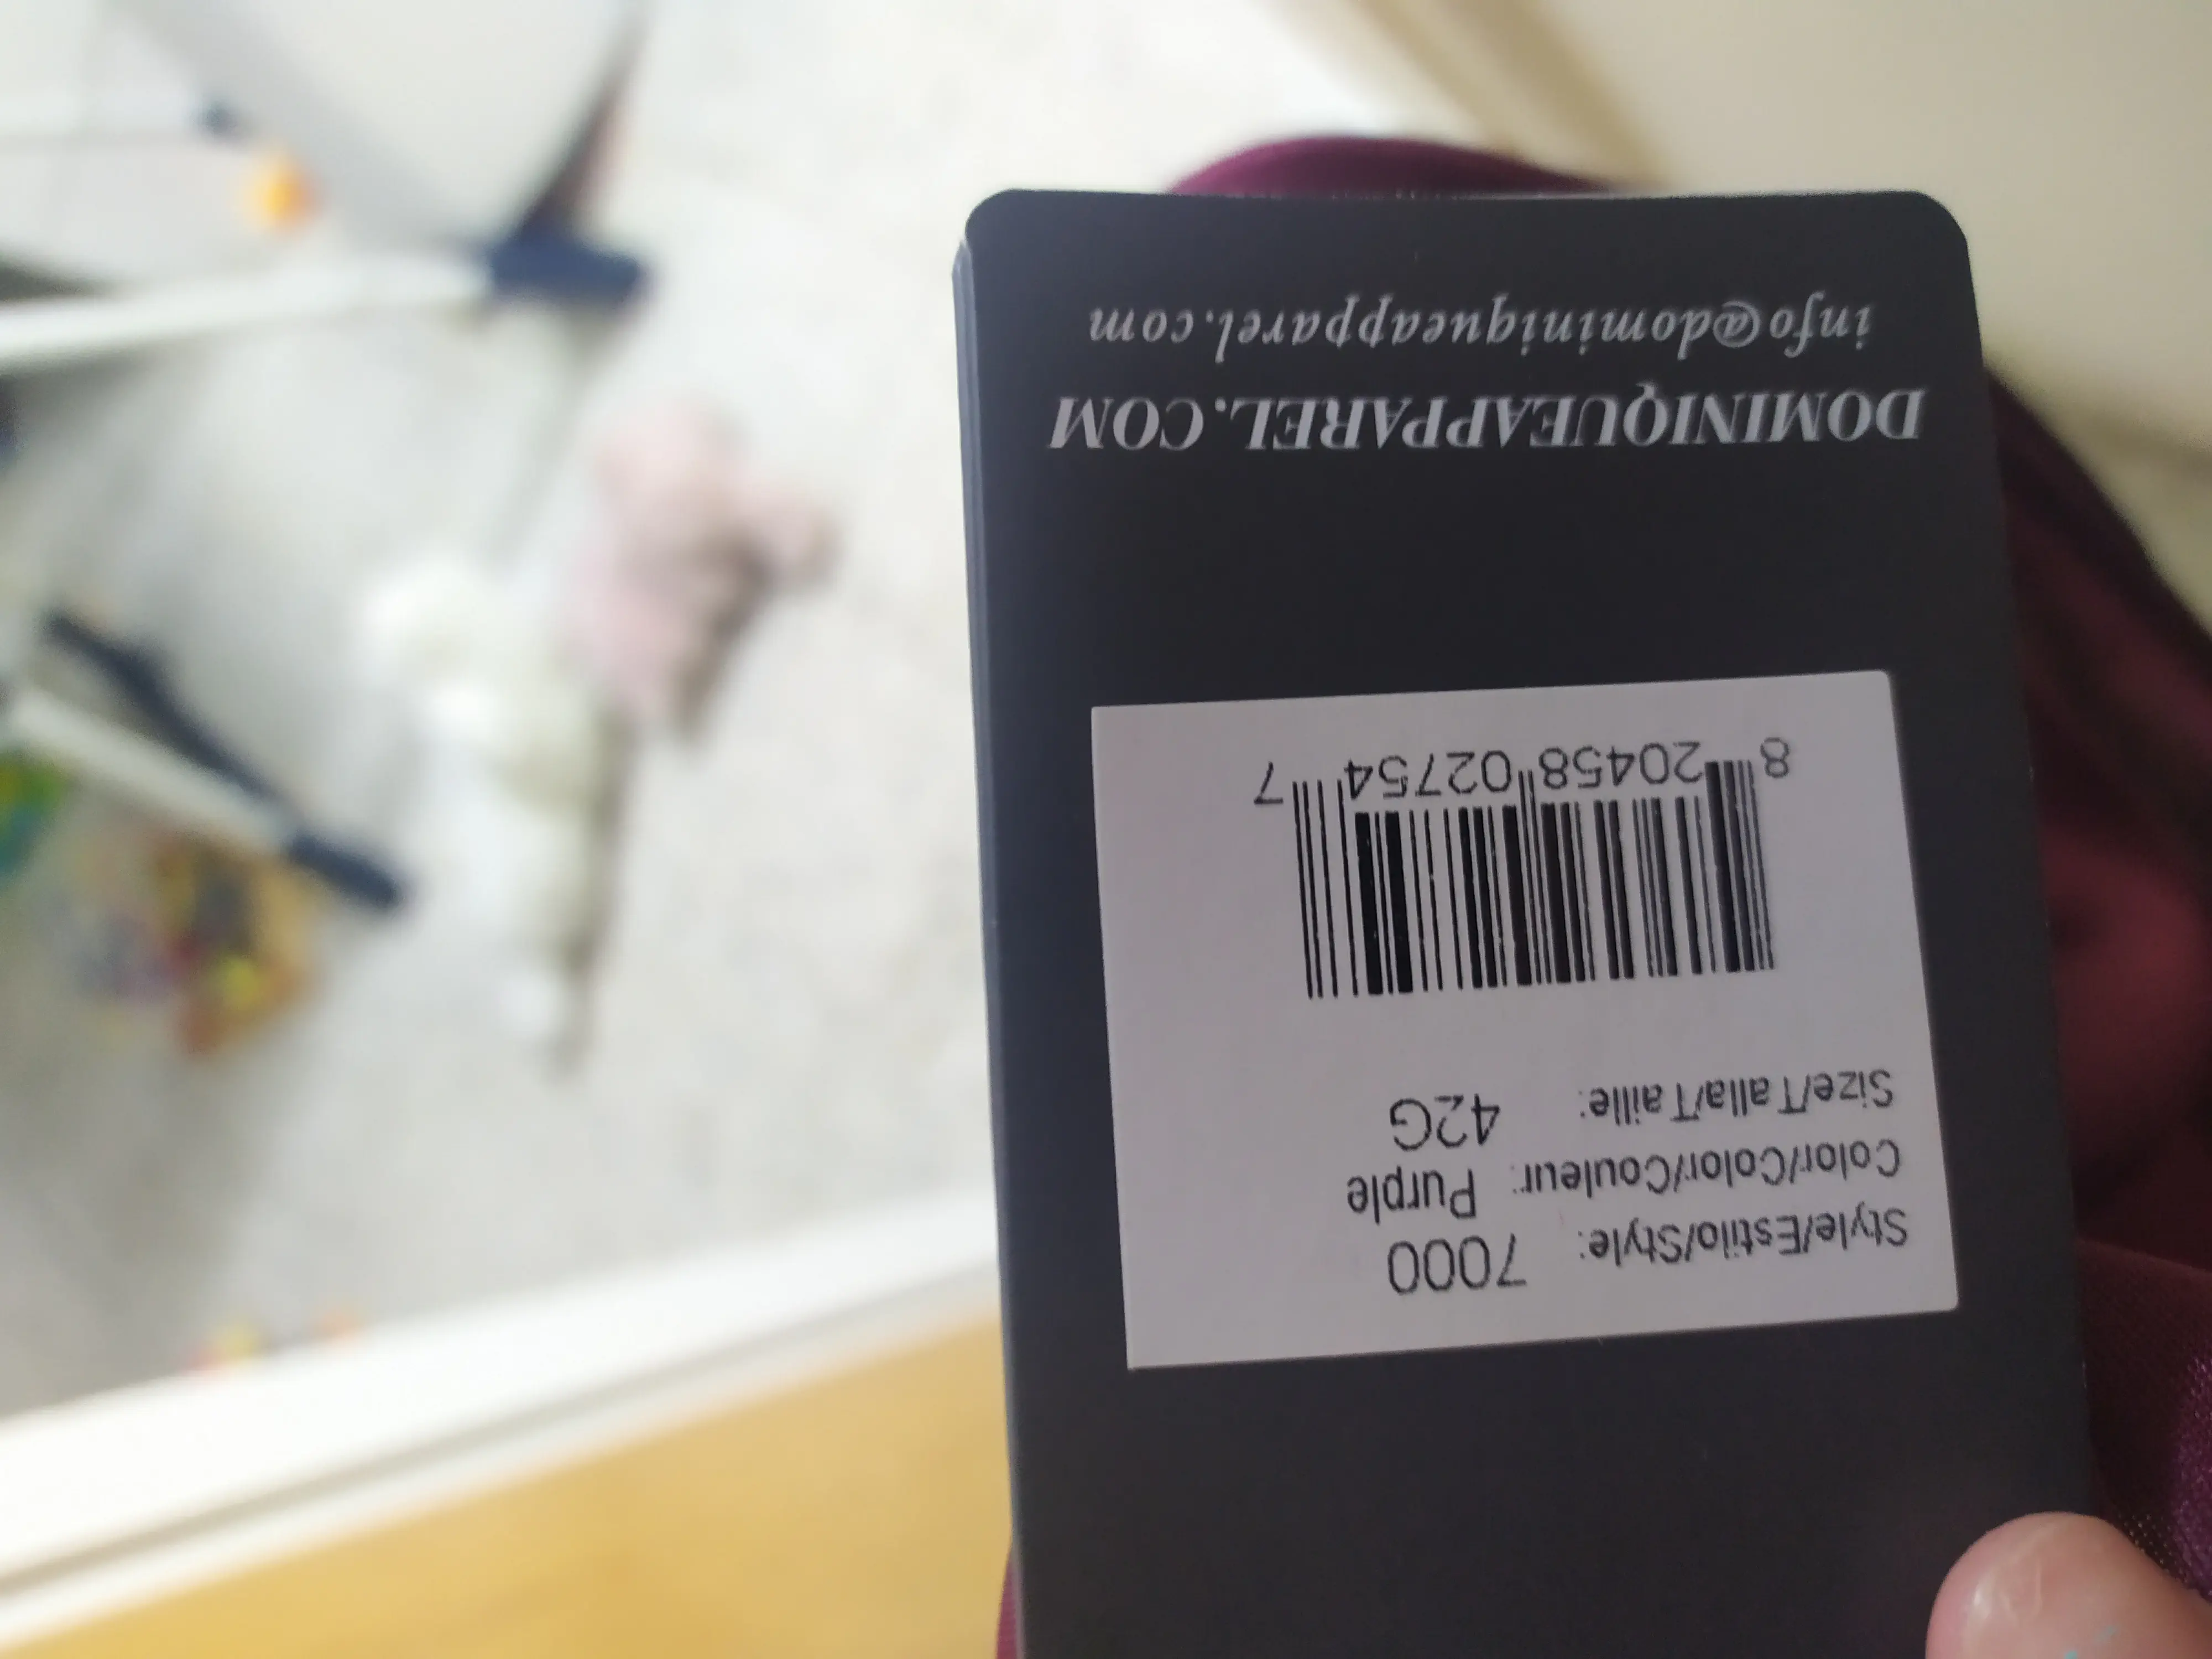 Style/Estilo/Style: 7000
Color/Color/Couleur: Purple
Size/Talla/Taille: 42G
8 20458 02754 7
DOMINIQUEAPPAREL.COM
info@dominiqueapparel.com